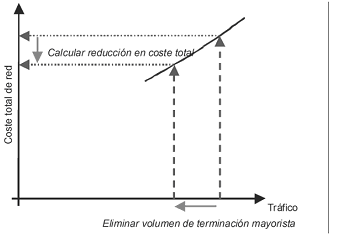 Calcular reducción en coste total
Coste total de red
Tráfico
Eliminar volumen de terminación mayorista